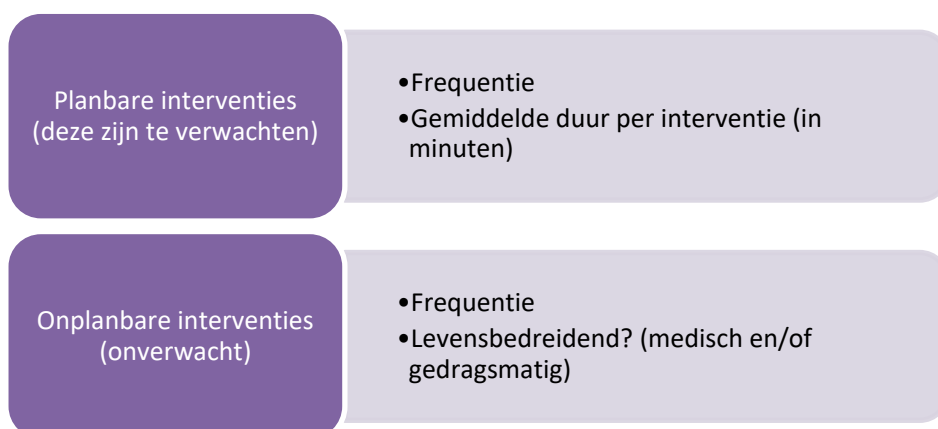 Planbare interventies
(deze zijn te verwachten)
•Frequentie
•Gemiddelde duur per interventie (in
minuten)
Onplanbare interventies
(onverwacht)
•Frequentie
•Levensbedreidend? (medisch en/of
gedragsmatig)